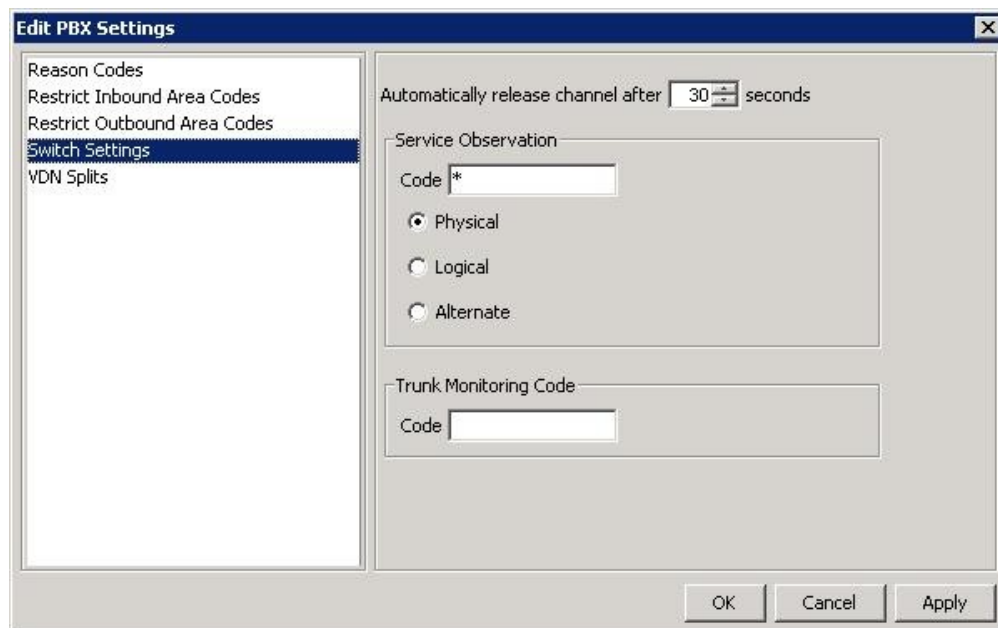 Edit PBX Settings
Reason Codes
Restrict Inbound Area Codes
Restrict Outbound Area Codes
Switch Settings
VDN Splits
Automatically release channel after 30 seconds
Service Observation
Code *
Physical
Logical
Alternate
Trunk Monitoring Code
Code
OK Cancel Apply